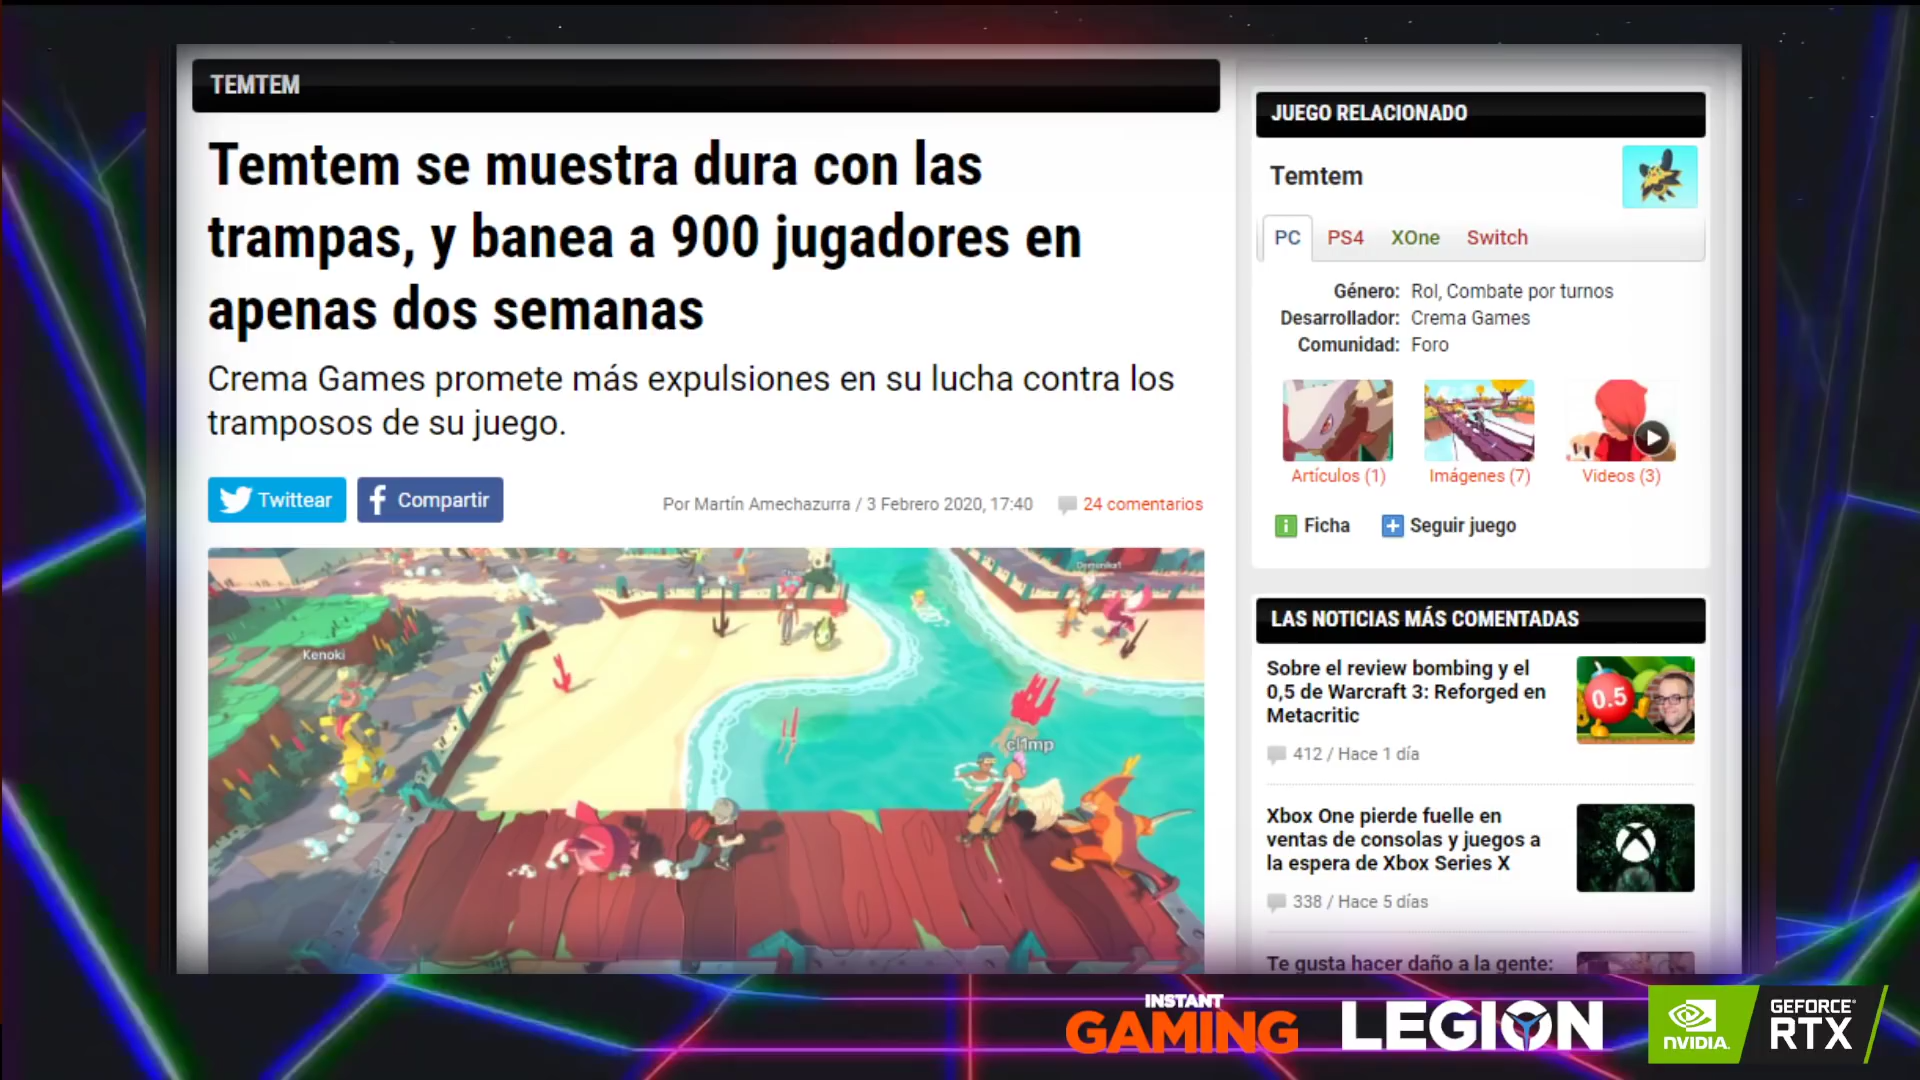 TEMTEM
Temtem se muestra dura con las
trampas, y banea a 900 jugadores en
apenas dos semanas
Crema Games promete más expulsiones en su lucha contra los
tramposos de su juego.
Twittear
Compartir
Por Martín Amechazurra / 3 Febrero 2020, 17:40
24 comentarios
Kenoki
cl1mp
JUEGO RELACIONADO
Temtem
PC PS4 XOne Switch
Género: Rol, Combate por turnos
Desarrollador: Crema Games
Comunidad: Foro
Artículos (1) Imágenes (7) Videos (3)
Ficha Seguir juego
LAS NOTICIAS MÁS COMENTADAS
Sobre el review bombing y el
0,5 de Warcraft 3: Reforged en
Metacritic
0.5
412 / Hace 1 día
Xbox One pierde fuelle en
ventas de consolas y juegos a
la espera de Xbox Series X
338 / Hace 5 días
Te gusta hacer daño a la gente:
INSTANT
GAMING
LEGION
NVIDIA.
GEFORCE
RTX